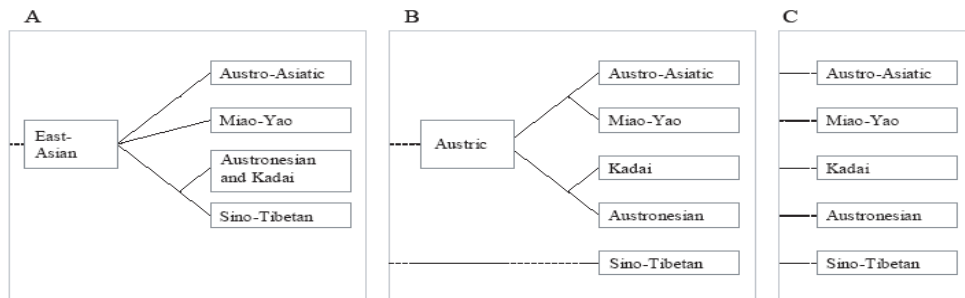 A
East-
Asian
Austro-Asiatic
Miao-Yao
Austronesian
and Kadai
Sino-Tibetan
B
Austric
Austro-Asiatic
Miao-Yao
Kadai
Austronesian
Sino-Tibetan
C
Austro-Asiatic
Miao-Yao
Kadai
Austronesian
Sino-Tibetan